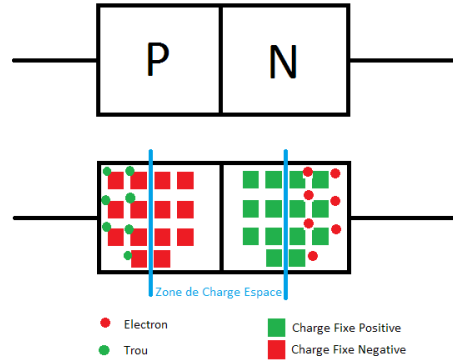 P N
Zone de Charge Espace
Electron
Trou
Charge Fixe Positive
Charge Fixe Negative